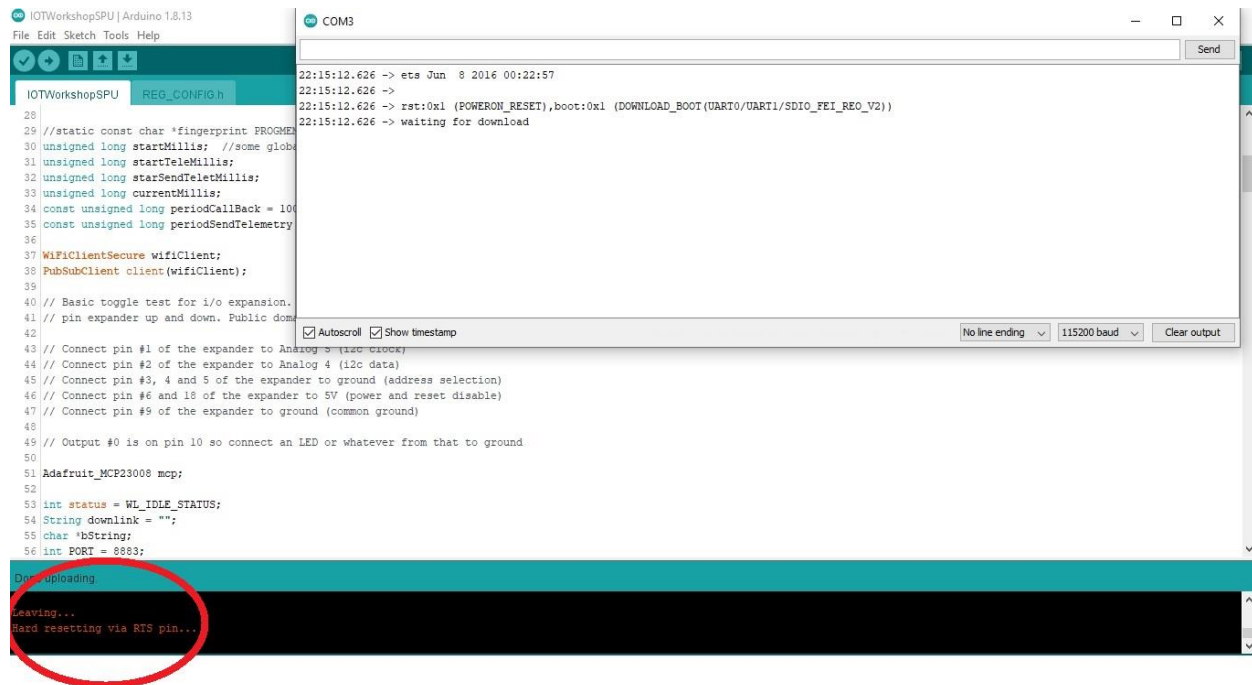 IOTWorkshopSPU | Arduino 1.8.13
File Edit Sketch Tools Help
IOTWorkshopSPU REG_CONFIG.h
28
29 //static const char *fingerprint PROGMEM
30 unsigned long startMillis; //some globa
31 unsigned long startTeleMillis;
32 unsigned long starSendTeletMillis;
33 unsigned long currentMillis;
34 const unsigned long periodCallBack = 100
35 const unsigned long periodSendTelemetry
36
37 WiFiClientSecure wifiClient;
38 PubSubClient client(wifiClient);
39
40 // Basic toggle test for i/o expansion.
41 // pin expander up and down. Public doma
42
43 // Connect pin #1 of the expander to Analog 5 (i2c clock)
44 // Connect pin #2 of the expander to Analog 4 (i2c data)
45 // Connect pin #3, 4 and 5 of the expander to ground (address selection)
46 // Connect pin #6 and 18 of the expander to 5V (power and reset disable)
47 // Connect pin #9 of the expander to ground (common ground)
48
49 // Output #0 is on pin 10 so connect an LED or whatever from that to ground
50
51 Adafruit_MCP23008 mcp;
52
53 int status = WL_IDLE_STATUS;
54 String downlink = "";
55 char *bString;
56 int PORT = 8883;
COM3
Send
22:15:12.626 -> ets Jun  8 2016 00:22:57
22:15:12.626 ->
22:15:12.626 -> rst:0x1 (POWERON_RESET),boot:0x1 (DOWNLOAD_BOOT(UART0/UART1/SDIO_FEI_REO_V2))
22:15:12.626 -> waiting for download
Autoscroll Show timestamp No line ending 115200 baud Clear output
Done uploading
Leaving...
Hard resetting via RTS pin...